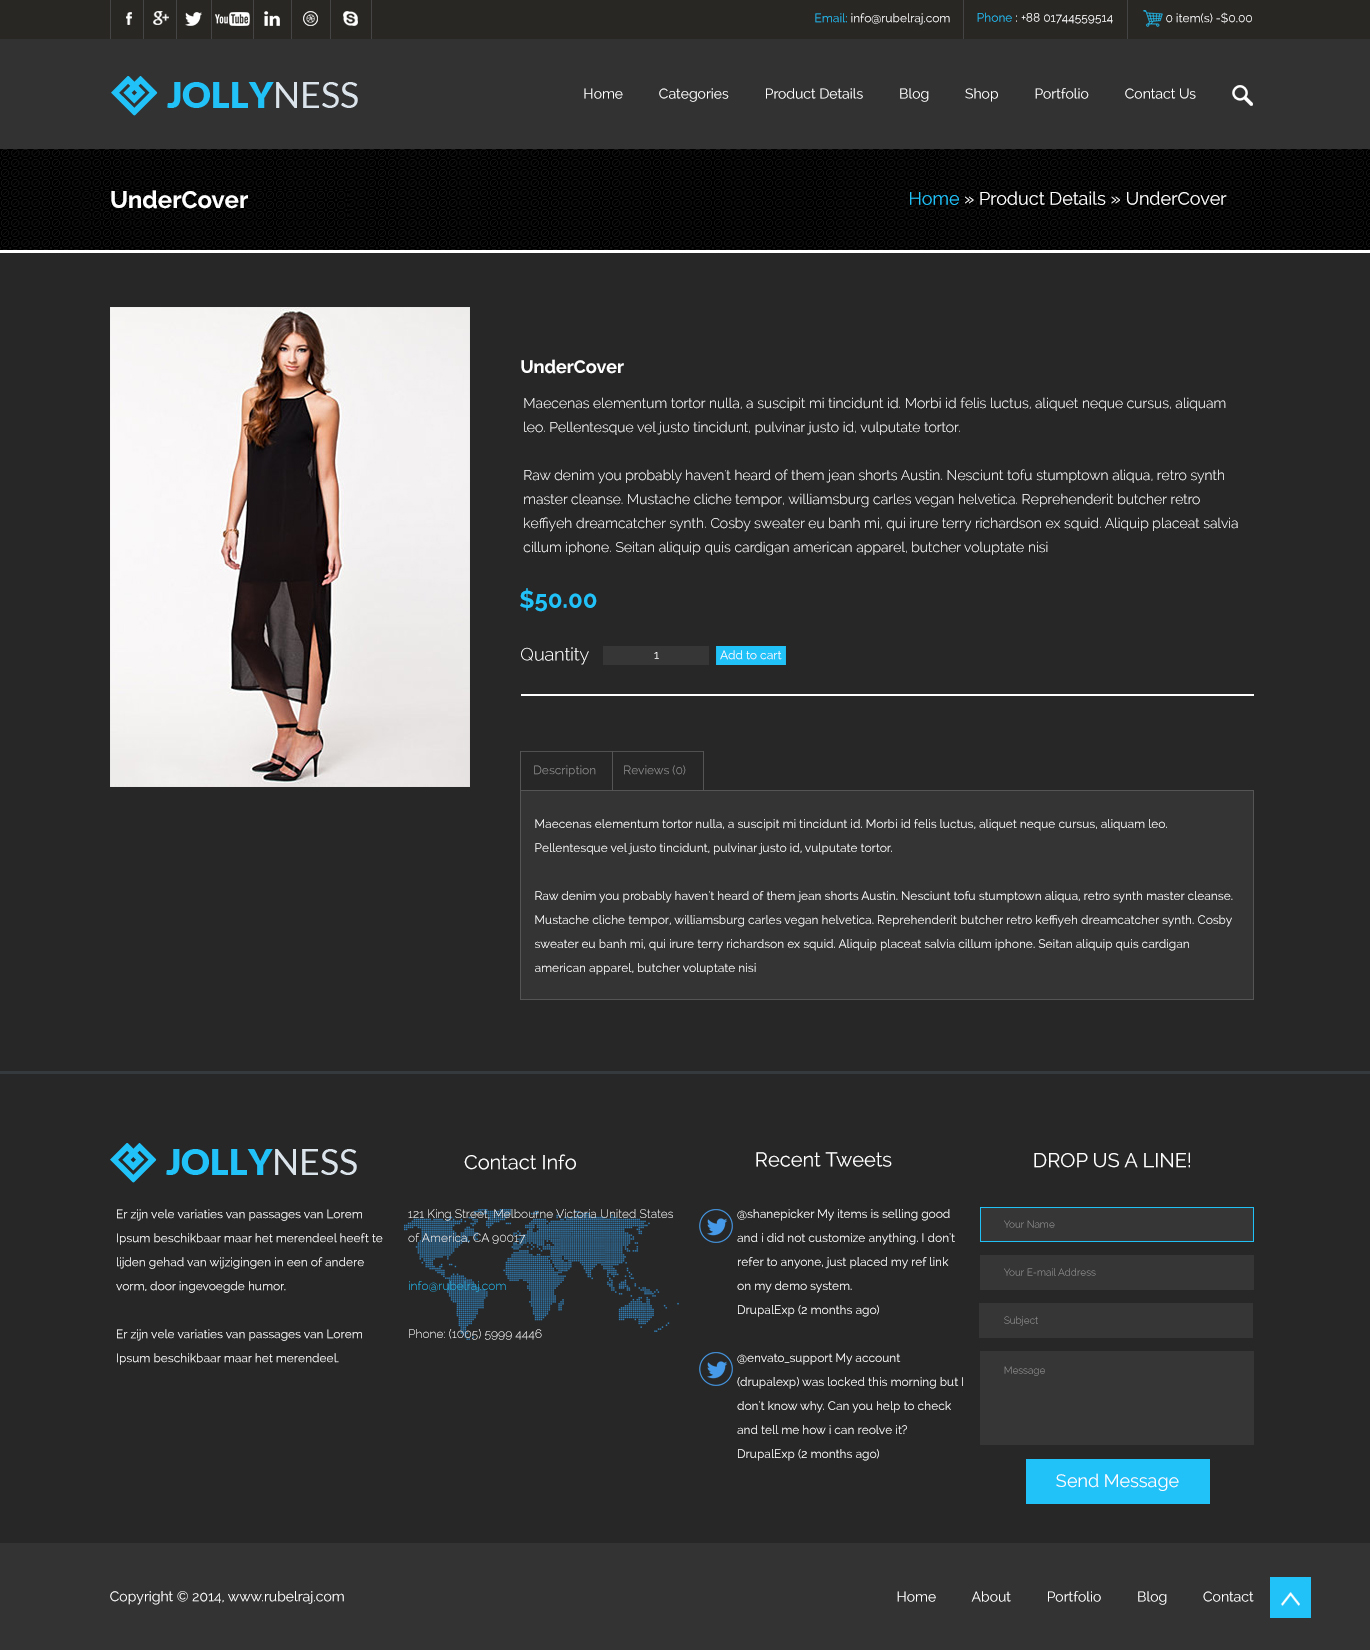 f g+ You Tube in
Email: info@rubelraj.com
Phone : +88 01744559514
0 item(s) -$0.00
JOLLYNESS
Home Categories Product Details Blog Shop Portfolio Contact Us
UnderCover
Home » Product Details » UnderCover
UnderCover
Maecenas elementum tortor nulla, a suscipit mi tincidunt id. Morbi id felis luctus, aliquet neque cursus, aliquam
leo. Pellentesque vel justo tincidunt, pulvinar justo id, vulputate tortor.
Raw denim you probably haven't heard of them jean shorts Austin. Nesciunt tofu stumptown aliqua, retro synth
master cleanse. Mustache cliche tempor, williamsburg carles vegan helvetica. Reprehenderit butcher retro
keffiyeh dreamcatcher synth. Cosby sweater eu banh mi, qui irure terry richardson ex squid. Aliquip placeat salvia
cillum iphone. Seitan aliquip quis cardigan american apparel, butcher voluptate nisi
$50.00
Quantity 1 Add to cart
Description Reviews (0)
Maecenas elementum tortor nulla, a suscipit mi tincidunt id. Morbi id felis luctus, aliquet neque cursus, aliquam leo.
Pellentesque vel justo tincidunt, pulvinar justo id, vulputate tortor.
Raw denim you probably haven't heard of them jean shorts Austin. Nesciunt tofu stumptown aliqua, retro synth master cleanse.
Mustache cliche tempor, williamsburg carles vegan helvetica. Reprehenderit butcher retro keffiyeh dreamcatcher synth. Cosby
sweater eu banh mi, qui irure terry richardson ex squid. Aliquip placeat salvia cillum iphone. Seitan aliquip quis cardigan
american apparel, butcher voluptate nisi
JOLLYNESS
Er zijn vele variaties van passages van Lorem
Ipsum beschikbaar maar het merendeel heeft te
lijden gehad van wijzigingen in een of andere
vorm, door ingevoegde humor.
Er zijn vele variaties van passages van Lorem
Ipsum beschikbaar maar het merendeel.
Contact Info
121 King Street, Melbourne Victoria United States
of America, CA 90017
info@rubelraj.com
Phone: (1005) 5999 4446
Recent Tweets
@shanepicker My items is selling good
and i did not customize anything. I don't
refer to anyone, just placed my ref link
on my demo system.
DrupalExp (2 months ago)
@envato_support My account
(drupalexp) was locked this morning but I
don't know why. Can you help to check
and tell me how i can reolve it?
DrupalExp (2 months ago)
DROP US A LINE!
Your Name
Your E-mail Address
Subject
Message
Send Message
Copyright © 2014, www.rubelraj.com
Home About Portfolio Blog Contact